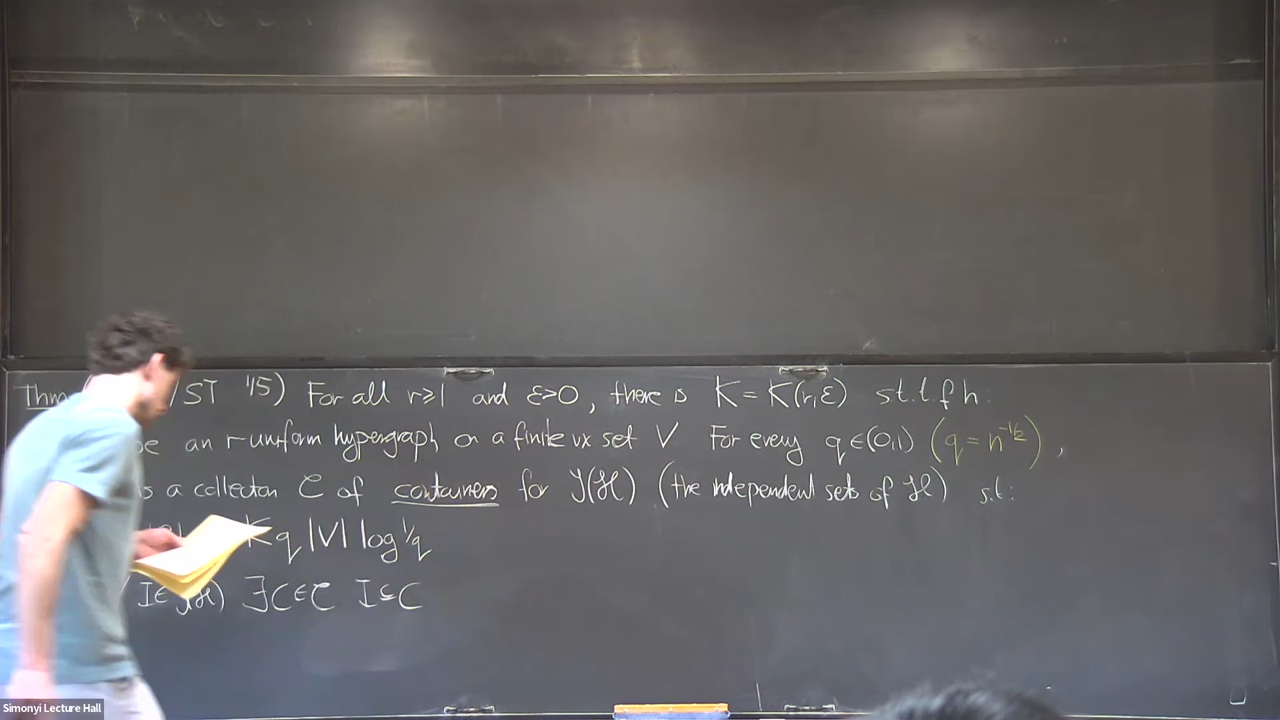 Thm /ST '15) For all r≥1 and ε>0, there is K = K(r,ε) s.t.t.f.h:
be an r-uniform hypergraph on a finite vx set V For every q∈(0,1) (q = n^{-1/2}),
s a collection C of containers for I(H) (the independent sets of H) s.t:
K q |V| log 1/q
I∈I(H) ∃C∈C I⊆C
Simonyi Lecture Hall